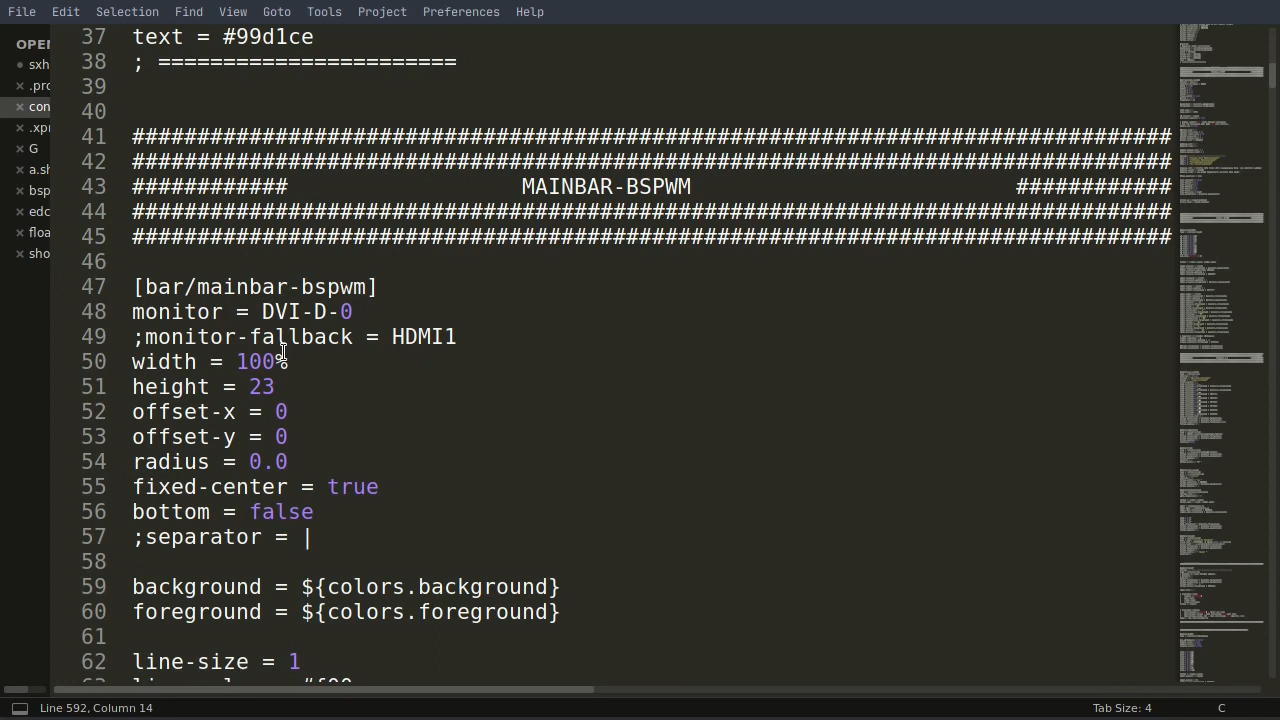 File Edit Selection Find View Goto Tools Project Preferences Help
OPEN
sxh
.pro
con
.xpr
G
a.sh
bsp
edc
floa
sho
37 text = #99d1ce
38 ; =======================
39
40
41 ################################################################################
42 ################################################################################
43 ############                  MAINBAR-BSPWM                         ############
44 ################################################################################
45 ################################################################################
46
47 [bar/mainbar-bspwm]
48 monitor = DVI-D-0
49 ;monitor-fallback = HDMI1
50 width = 100%
51 height = 23
52 offset-x = 0
53 offset-y = 0
54 radius = 0.0
55 fixed-center = true
56 bottom = false
57 ;separator = |
58
59 background = ${colors.background}
60 foreground = ${colors.foreground}
61
62 line-size = 1
Line 592, Column 14 Tab Size: 4 C